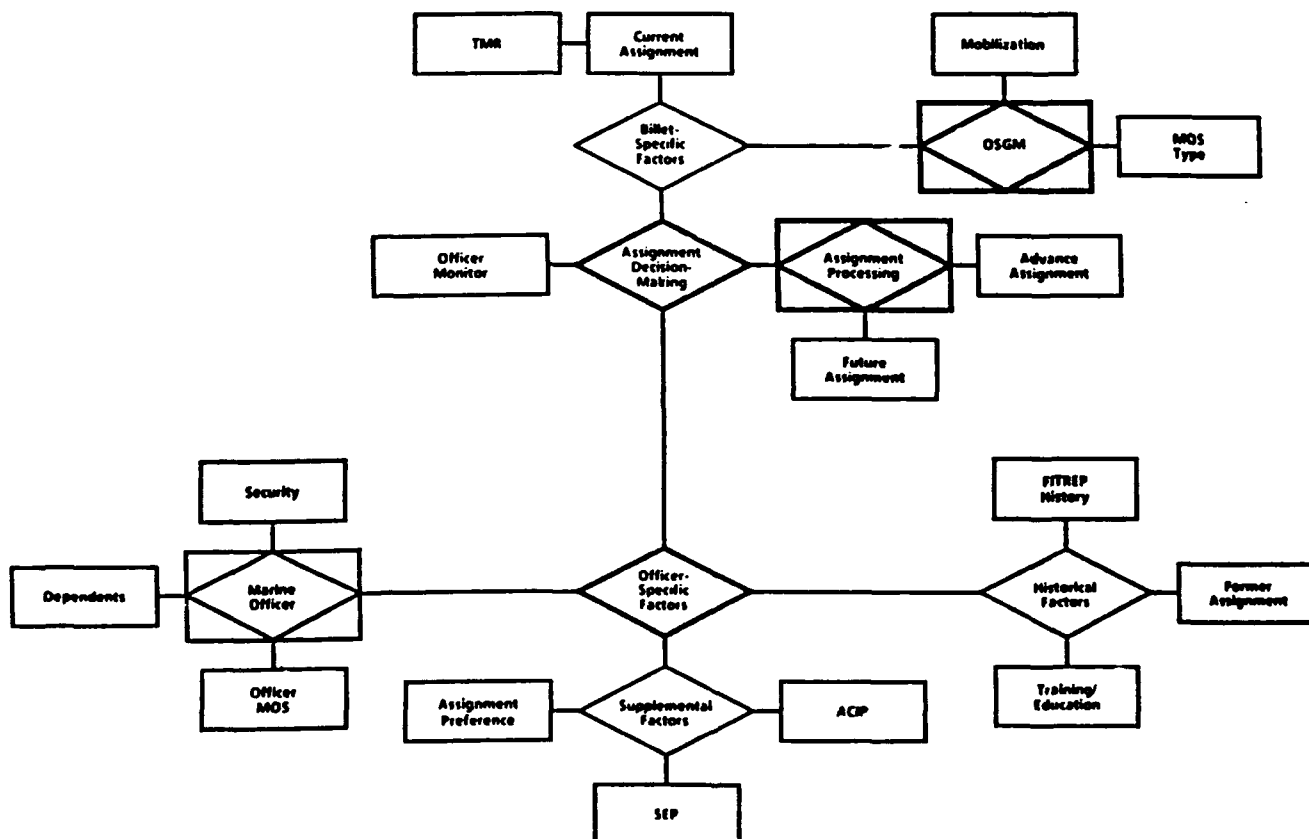 TMR
Current
Assignment
Mobilization
Billet-
Specific
Factors
OSGM
MOS
Type
Officer
Monitor
Assignment
Decision-
Making
Assignment
Processing
Advance
Assignment
Future
Assignment
Security
FITREP
History
Dependents
Marine
Officer
Officer-
Specific
Factors
Historical
Factors
Former
Assignment
Officer
MOS
Assignment
Preference
Supplemental
Factors
ACIP
Training/
Education
SEP